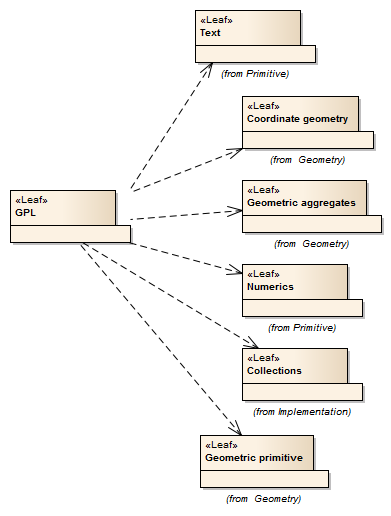 «Leaf»
Text
(from Primitive)
«Leaf»
Coordinate geometry
(from Geometry)
«Leaf»
GPL
«Leaf»
Geometric aggregates
(from Geometry)
«Leaf»
Numerics
(from Primitive)
«Leaf»
Collections
(from Implementation)
«Leaf»
Geometric primitive
(from Geometry)